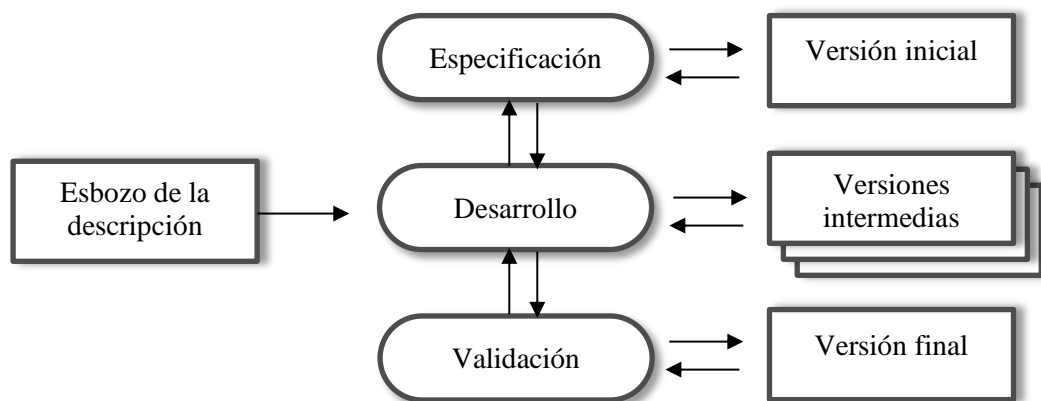 Especificación
Versión inicial
Esbozo de la
descripción
Desarrollo
Versiones
intermedias
Validación
Versión final